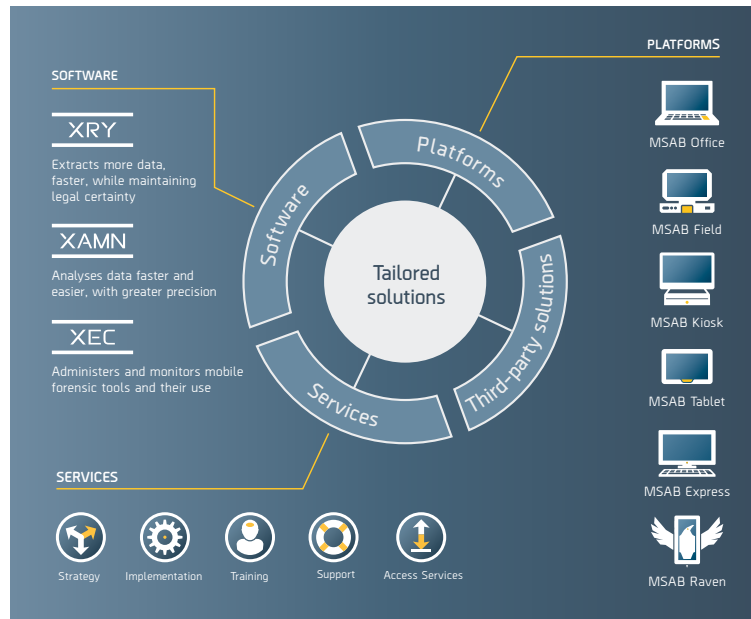 PLATFORMS
SOFTWARE
XRY
Extracts more data,
faster, while maintaining
legal certainty
XAMN
Analyses data faster and
easier, with greater precision
XEC
Administers and monitors mobile
forensic tools and their use
Platforms
Software
Tailored
solutions
Third-party solutions
Services
MSAB Office
MSAB Field
MSAB Kiosk
MSAB Tablet
MSAB Express
MSAB Raven
SERVICES
Strategy
Implementation
Training
Support
Access Services